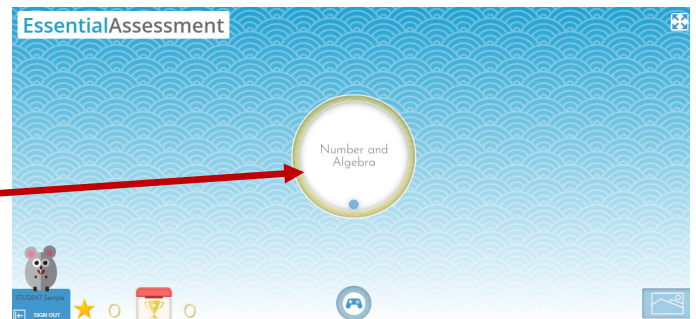 EssentialAssessment
Number and
Algebra
STUDENT Sample
SIGN OUT
0
0